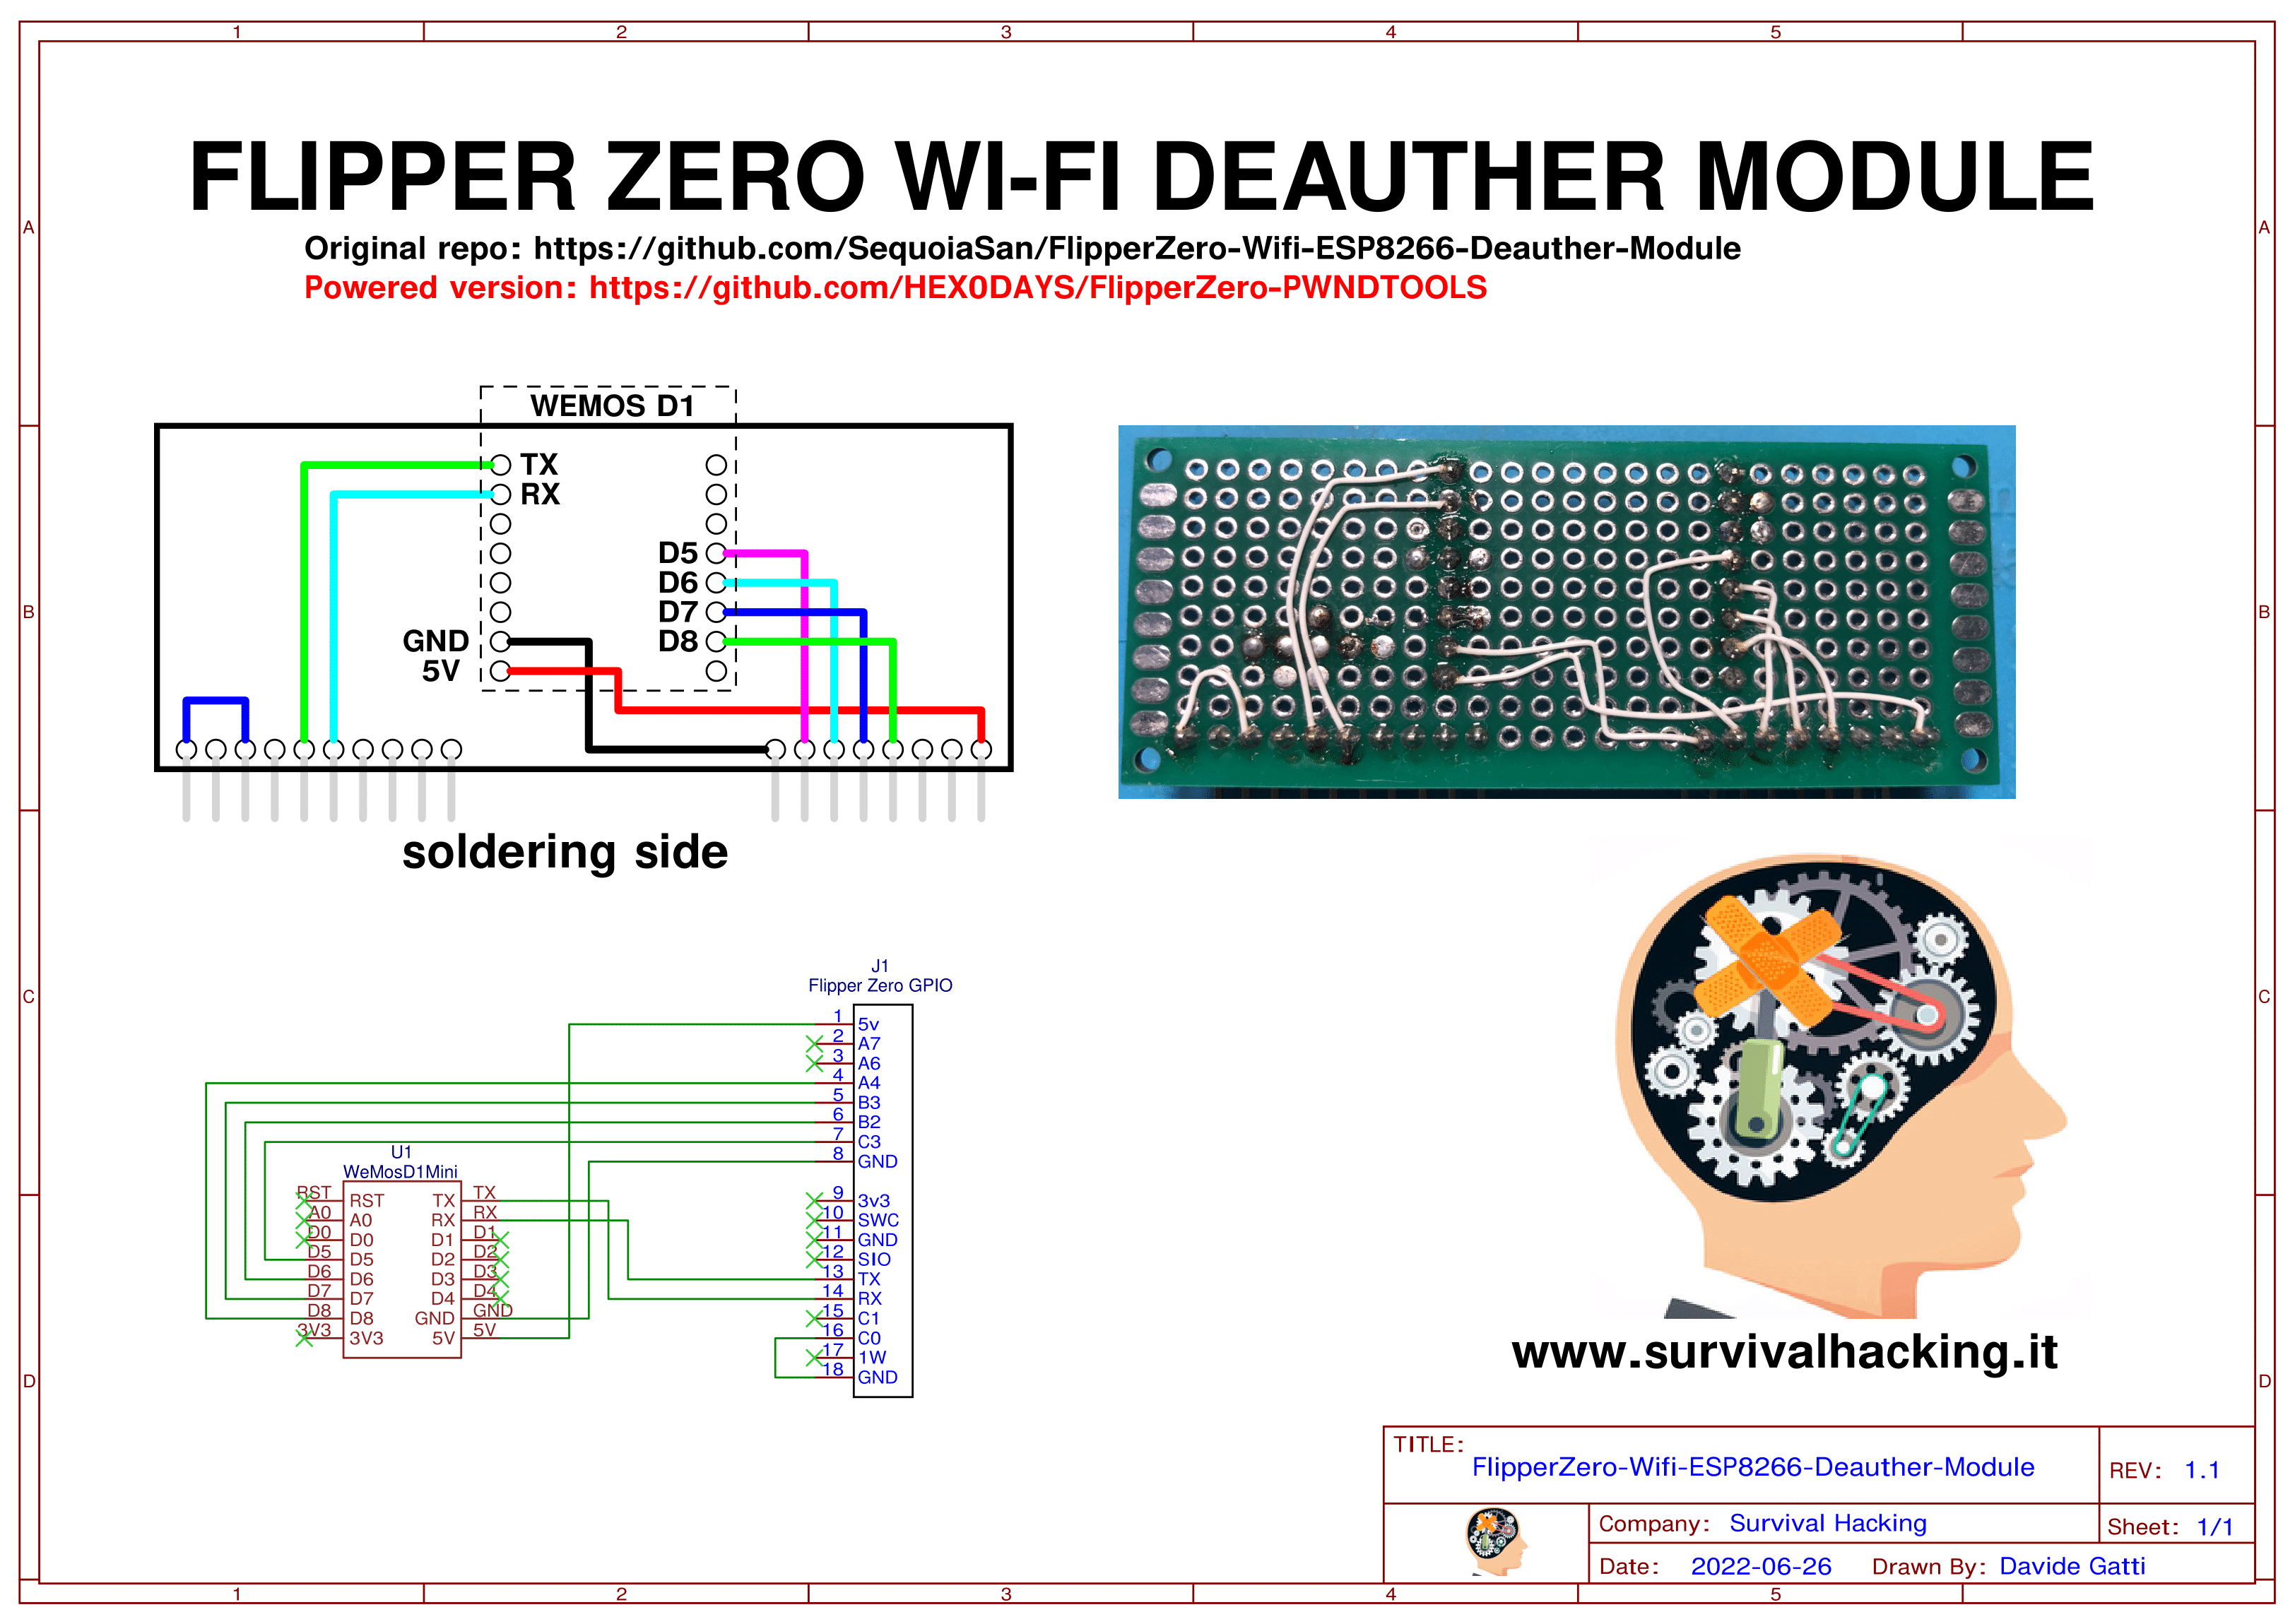 1 2 3 4 5
A A
FLIPPER ZERO WI-FI DEAUTHER MODULE
Original repo: https://github.com/SequoiaSan/FlipperZero-Wifi-ESP8266-Deauther-Module
Powered version: https://github.com/HEX0DAYS/FlipperZero-PWNDTOOLS
WEMOS D1
TX
RX
D5
D6
B B
D7
GND D8
5V
soldering side
J1
Flipper Zero GPIO
C C
1 5v
2 A7
3 A6
4 A4
5 B3
6 B2
7 C3
8 GND
9 3v3
10 SWC
11 GND
12 SIO
13 TX
14 RX
15 C1
16 C0
17 1W
18 GND
U1
WeMosD1Mini
RST RST TX TX
A0 A0 RX RX
D0 D0 D1 D1
D5 D5 D2 D2
D6 D6 D3 D3
D7 D7 D4 D4
D8 D8 GND GND
3V3 3V3 5V 5V
www.survivalhacking.it
D D
TITLE:
FlipperZero-Wifi-ESP8266-Deauther-Module
REV: 1.1
Company: Survival Hacking
Sheet: 1/1
Date: 2022-06-26 Drawn By: Davide Gatti
1 2 3 4 5